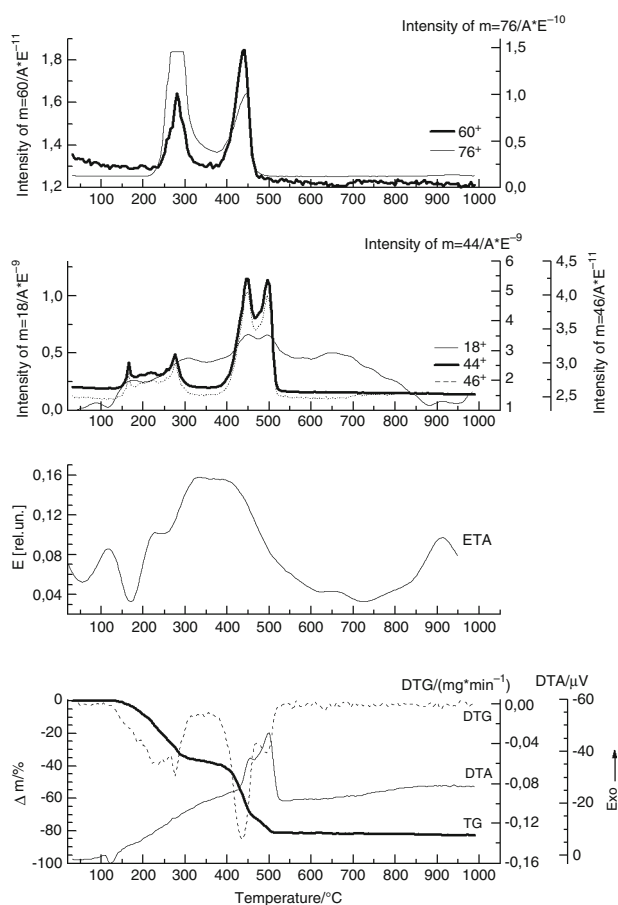 Intensity of m=76/A*E⁻¹⁰
Intensity of m=60/A*E⁻¹¹
1,8
1,6
1,4
1,2
1,5
1,0
0,5
0,0
60⁺
76⁺
100 200 300 400 500 600 700 800 900 1000
Intensity of m=44/A*E⁻⁹
Intensity of m=18/A*E⁻⁹
1,0
0,5
0,0
6
5
4
3
2
1
4,5
4,0
3,5
3,0
2,5
Intensity of m=46/A*E⁻¹¹
18⁺
44⁺
46⁺
100 200 300 400 500 600 700 800 900 1000
E [rel.un.]
0,16
0,12
0,08
0,04
ETA
100 200 300 400 500 600 700 800 900 1000
DTG/(mg*min⁻¹) DTA/µV
Δ m/%
0
-20
-40
-60
-80
-100
DTG
DTA
TG
0,00
-0,04
-0,08
-0,12
-0,16
-60
-40
-20
0
Exo
100 200 300 400 500 600 700 800 900 1000
Temperature/°C